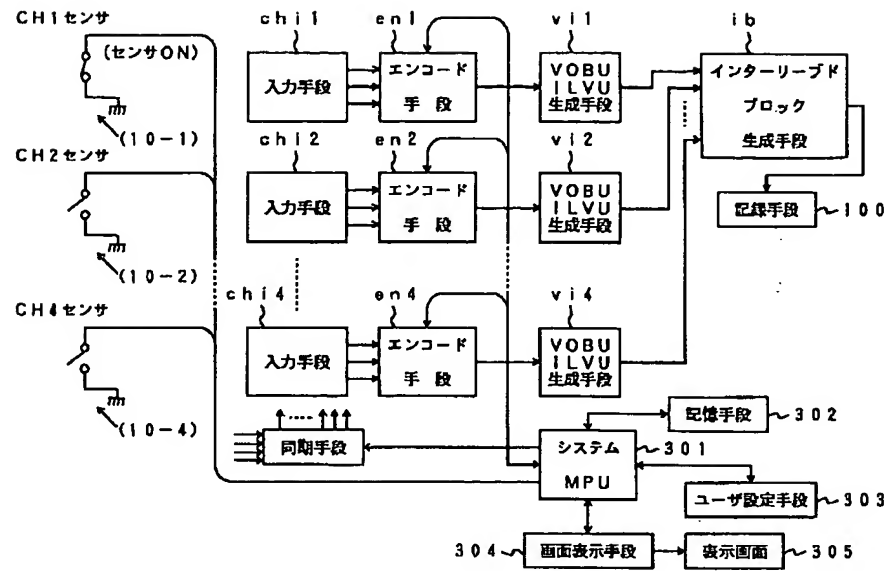 CH1センサ
(センサON)
(10-1)
CH2センサ
(10-2)
CH4センサ
(10-4)
chi1
入力手段
en1
エンコード
手段
vi1
VOBU
ILVU
生成手段
ib
インターリーブド
ブロック
生成手段
記録手段
100
chi2
入力手段
en2
エンコード
手段
vi2
VOBU
ILVU
生成手段
chi4
入力手段
en4
エンコード
手段
vi4
VOBU
ILVU
生成手段
同期手段
システム
MPU
301
記憶手段
302
ユーザ設定手段
303
304
画面表示手段
表示画面
305